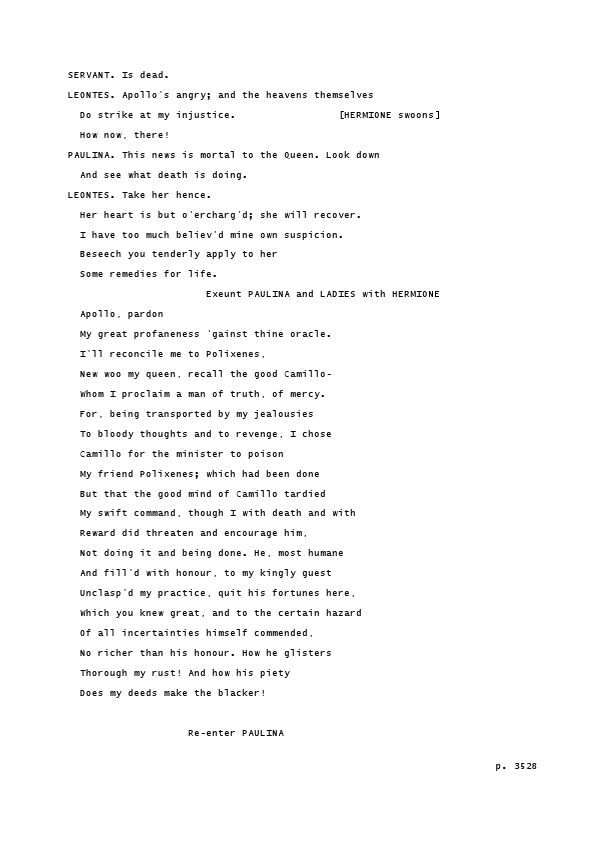 SERVANT. Is dead.
LEONTES. Apollo's angry; and the heavens themselves
Do strike at my injustice. [HERMIONE swoons]
How now, there!
PAULINA. This news is mortal to the Queen. Look down
And see what death is doing.
LEONTES. Take her hence.
Her heart is but o'ercharg'd; she will recover.
I have too much believ'd mine own suspicion.
Beseech you tenderly apply to her
Some remedies for life.
Exeunt PAULINA and LADIES with HERMIONE
Apollo, pardon
My great profaneness 'gainst thine oracle.
I'll reconcile me to Polixenes,
New woo my queen, recall the good Camillo-
Whom I proclaim a man of truth, of mercy.
For, being transported by my jealousies
To bloody thoughts and to revenge, I chose
Camillo for the minister to poison
My friend Polixenes; which had been done
But that the good mind of Camillo tardied
My swift command, though I with death and with
Reward did threaten and encourage him,
Not doing it and being done. He, most humane
And fill'd with honour, to my kingly guest
Unclasp'd my practice, quit his fortunes here,
Which you knew great, and to the certain hazard
Of all incertainties himself commended,
No richer than his honour. How he glisters
Thorough my rust! And how his piety
Does my deeds make the blacker!
Re-enter PAULINA
p. 3528